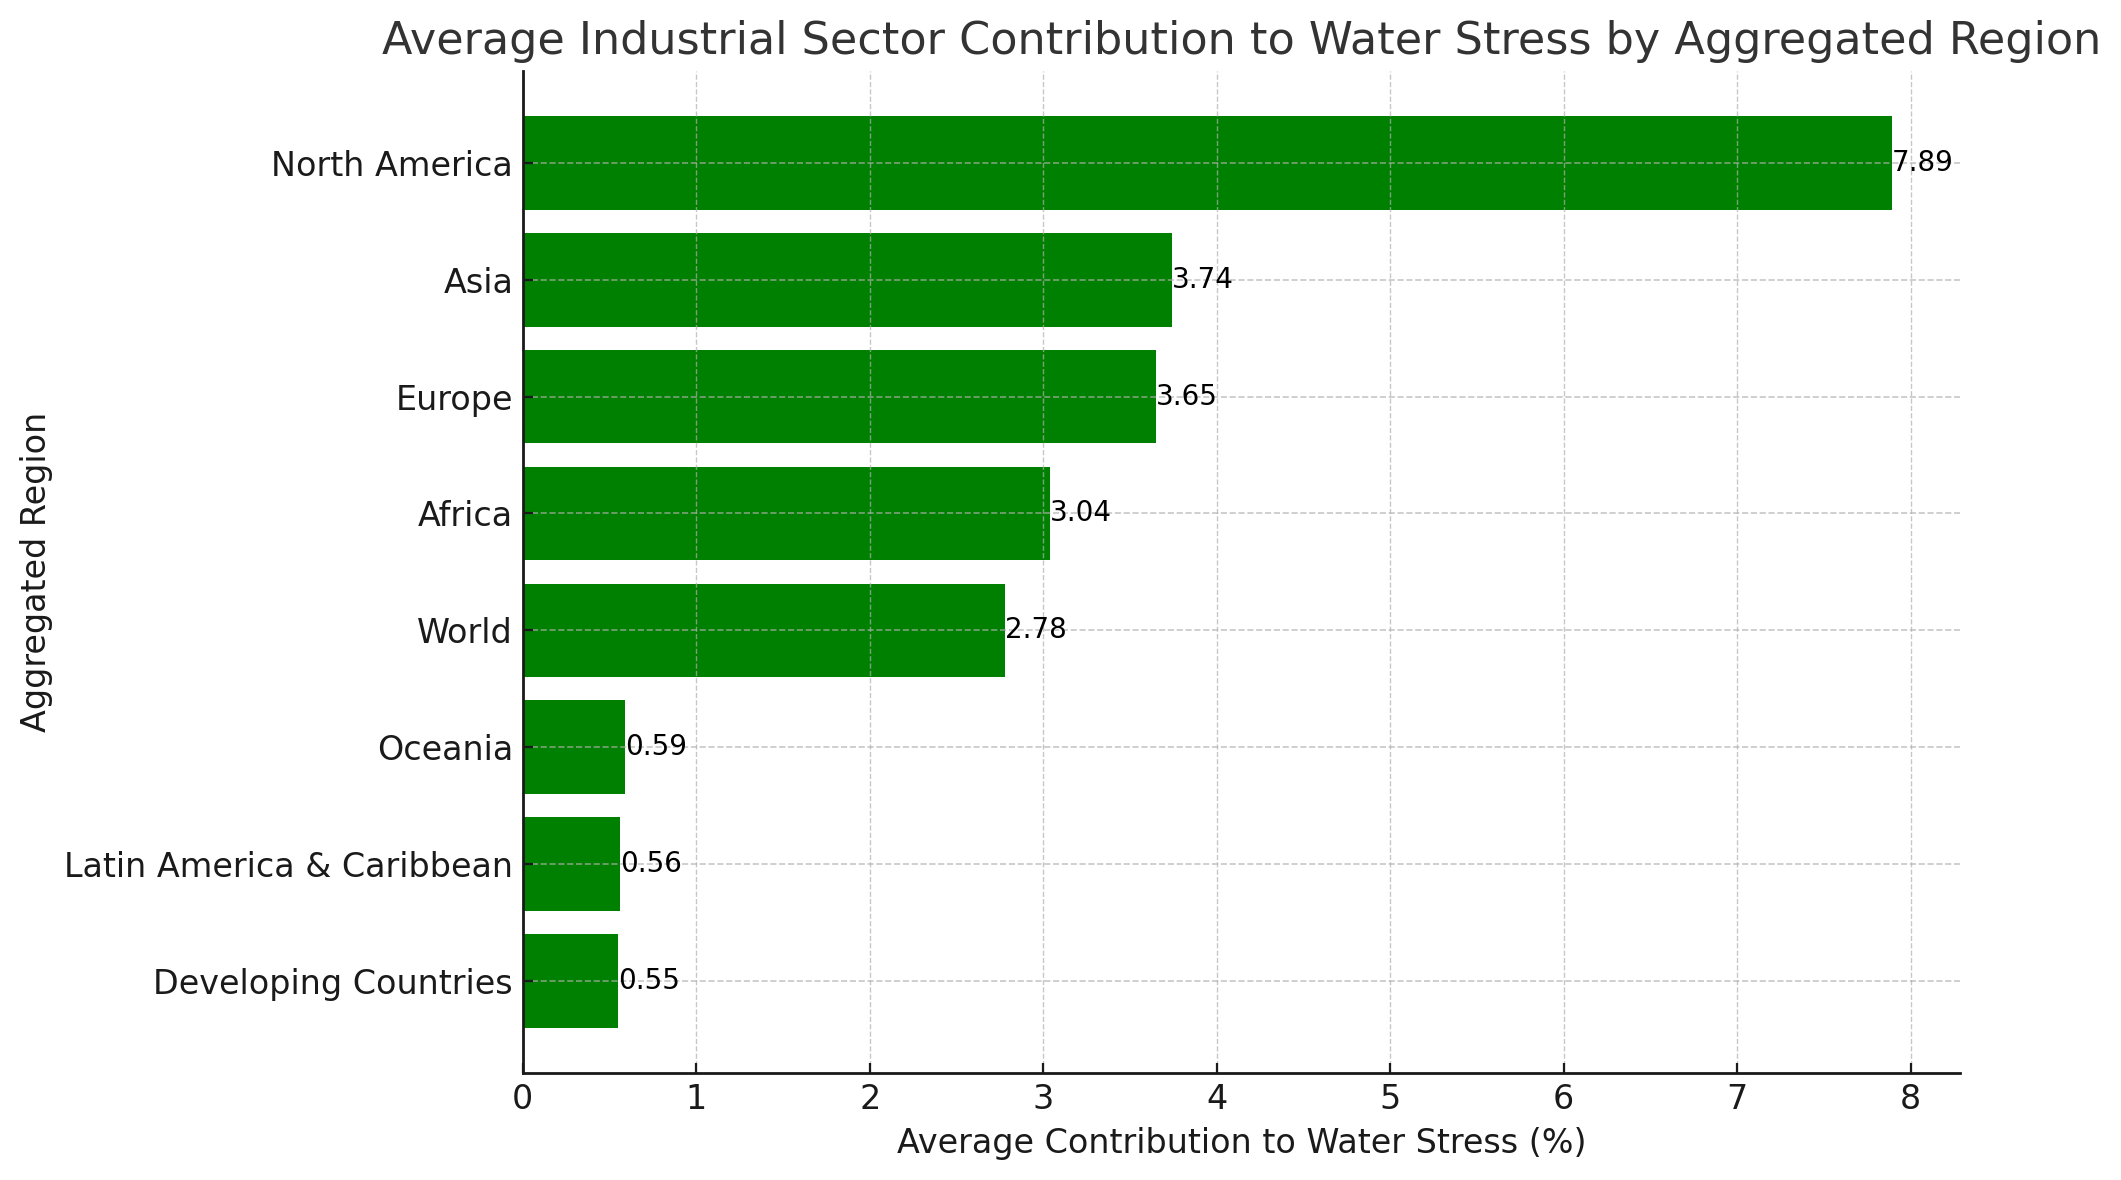 Average Industrial Sector Contribution to Water Stress by Aggregated Region
Aggregated Region
North America
7.89
Asia
3.74
Europe
3.65
Africa
3.04
World
2.78
Oceania
0.59
Latin America & Caribbean
0.56
Developing Countries
0.55
0 1 2 3 4 5 6 7 8
Average Contribution to Water Stress (%)